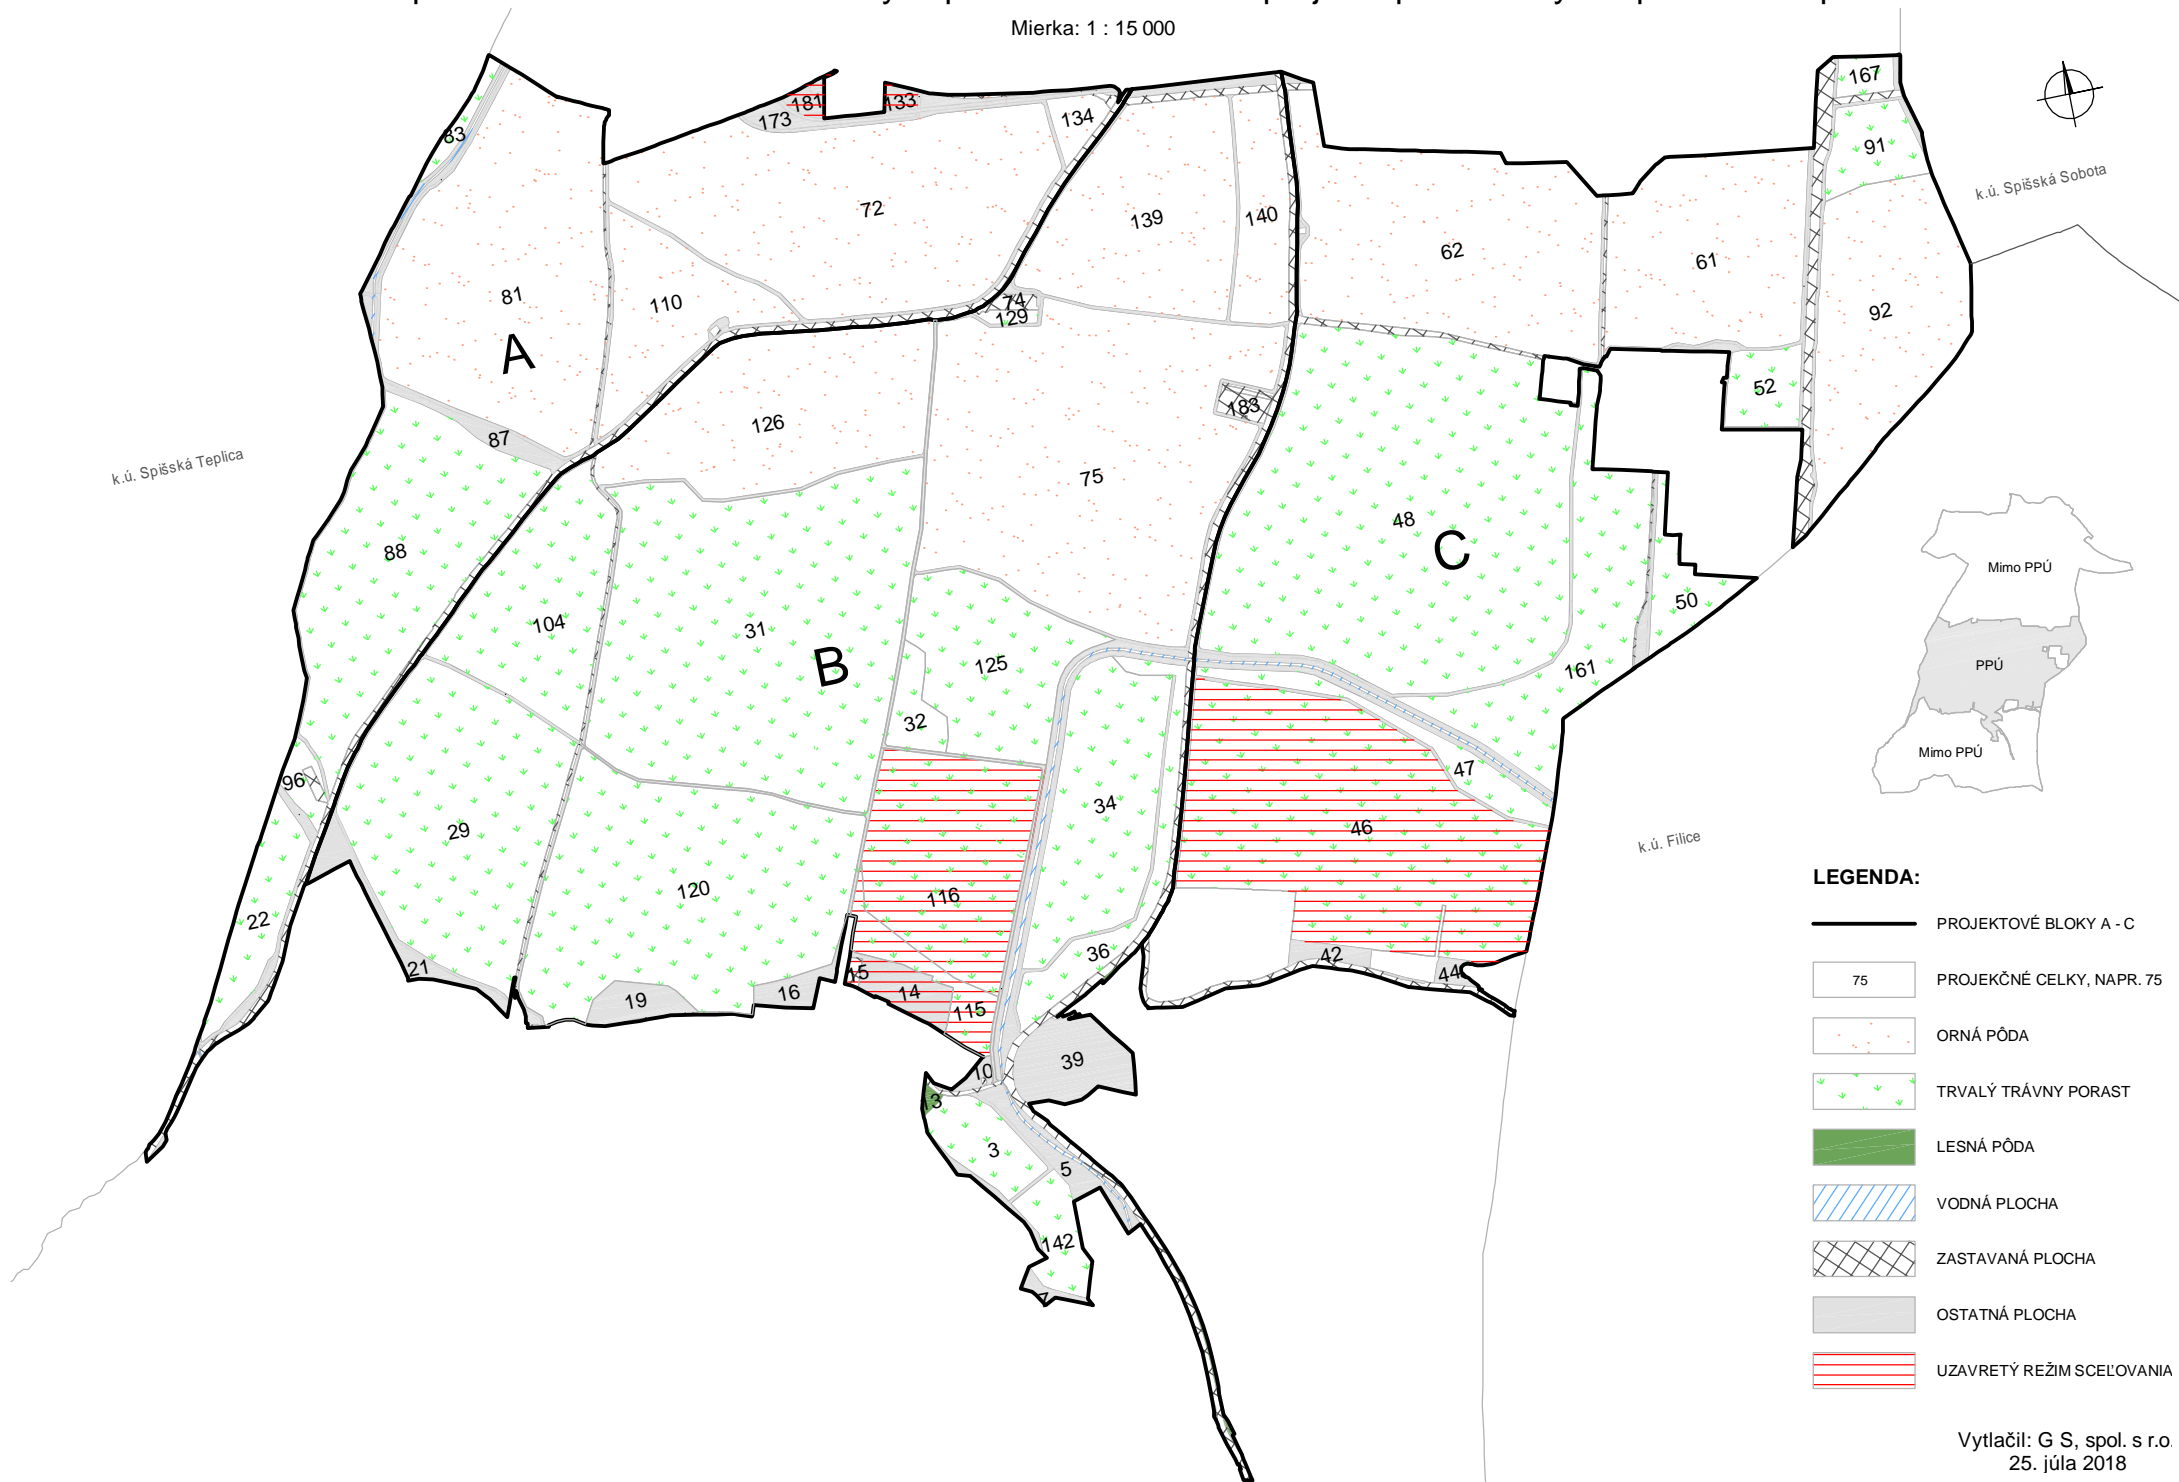 Mierka: 1 : 15 000
167
83
181
133
173
134
91
k.ú. Spišská Sobota
72
139
140
62
61
81
110
74
129
92
A
52
183
126
87
k.ú. Spišská Teplica
75
48
88
C
Mimo PPÚ
50
104
31
B
125
161
PPÚ
32
Mimo PPÚ
96
47
34
29
46
k.ú. Filice
120
116
LEGENDA:
22
PROJEKTOVÉ BLOKY A - C
36
42
21
15
44
75
PROJEKČNÉ CELKY, NAPR. 75
19
16
14
115
ORNÁ PÔDA
39
10
TRVALÝ TRÁVNY PORAST
13
3
LESNÁ PÔDA
5
VODNÁ PLOCHA
142
ZASTAVANÁ PLOCHA
OSTATNÁ PLOCHA
UZAVRETÝ REŽIM SCEĽOVANIA
Vytlačil: G S, spol. s r.o.
25. júla 2018